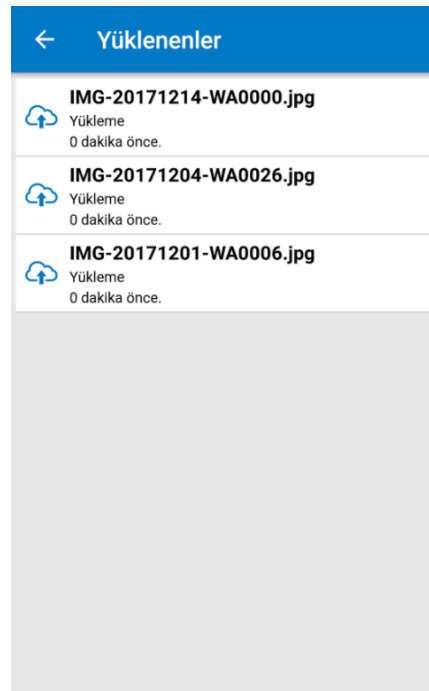 Yüklenenler
IMG-20171214-WA0000.jpg
Yükleme
0 dakika önce.
IMG-20171204-WA0026.jpg
Yükleme
0 dakika önce.
IMG-20171201-WA0006.jpg
Yükleme
0 dakika önce.